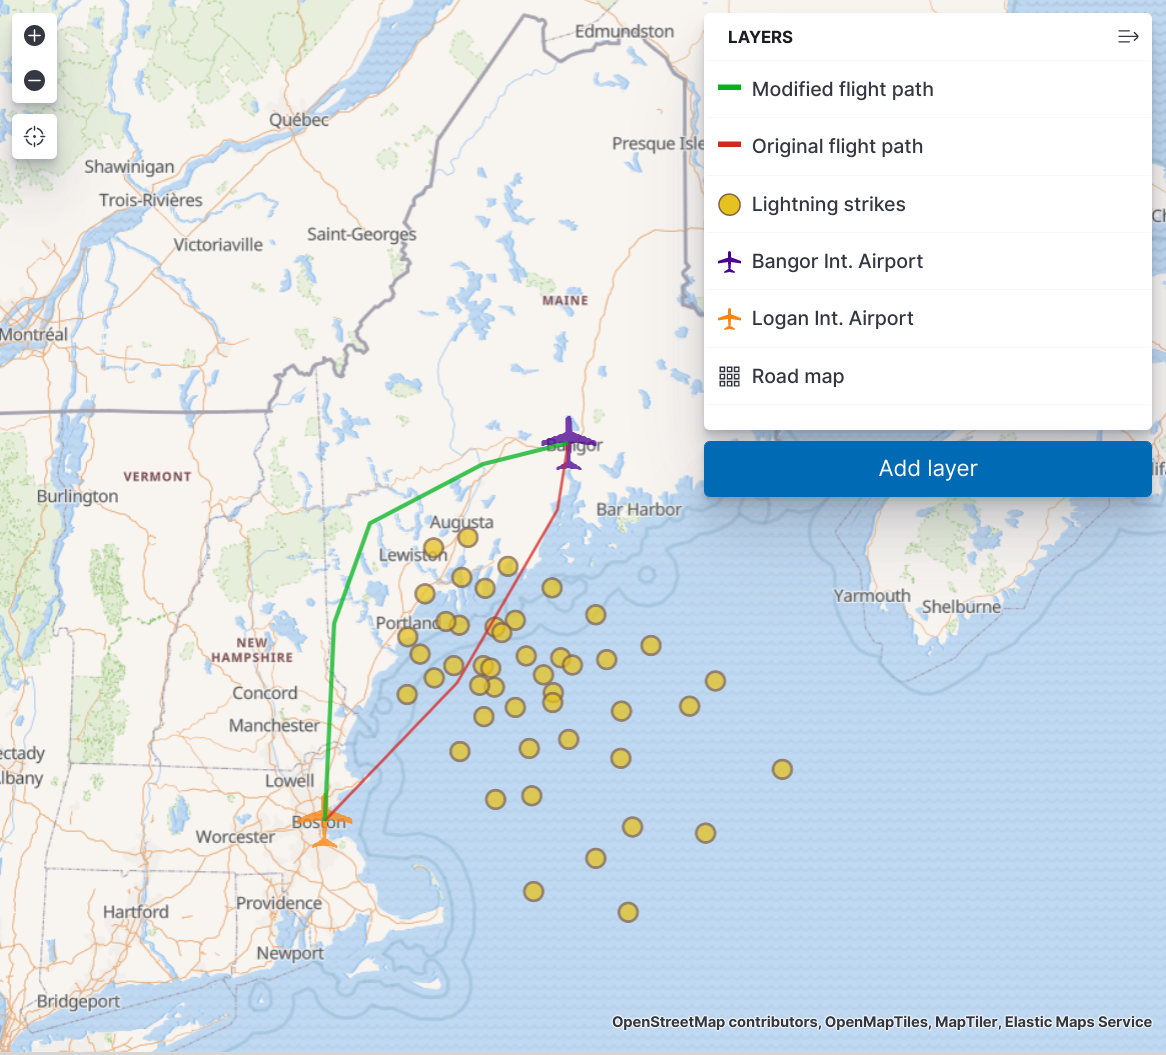 Edmundston
LAYERS
Modified flight path
Québec
Presque Isle
Original flight path
Shawinigan
Trois-Rivières
Lightning strikes
Victoriaville
Saint-Georges
Bangor Int. Airport
MAINE
Montréal
Logan Int. Airport
Road map
Bangor
Add layer
VERMONT
Burlington
Bar Harbor
Augusta
Lewiston
Yarmouth
Shelburne
Portland
NEW
HAMPSHIRE
Concord
Manchester
ectady
lbany
Lowell
Boston
Worcester
Hartford
Providence
Newport
Bridgeport
OpenStreetMap contributors, OpenMapTiles, MapTiler, Elastic Maps Service